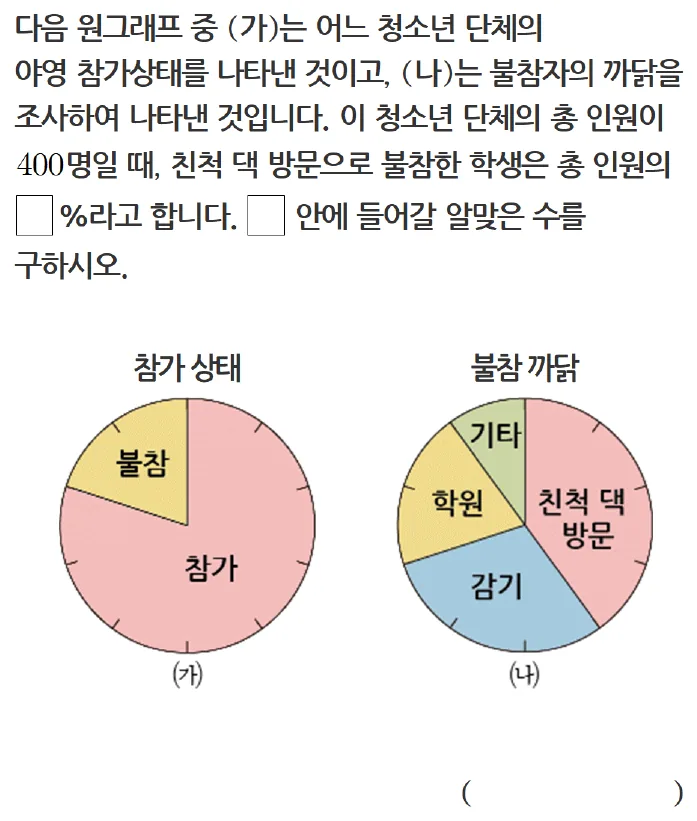 다음 원그래프 중 (가)는 어느 청소년 단체의
야영 참가상태를 나타낸 것이고, (나)는 불참자의 까닭을
조사하여 나타낸 것입니다. 이 청소년 단체의 총 인원이
400명일 때, 친척 댁 방문으로 불참한 학생은 총 인원의
□ %라고 합니다. □ 안에 들어갈 알맞은 수를
구하시오.
참가 상태
불참
참가
(가)
불참 까닭
기타
친척 댁
방문
학원
감기
(나)
( )